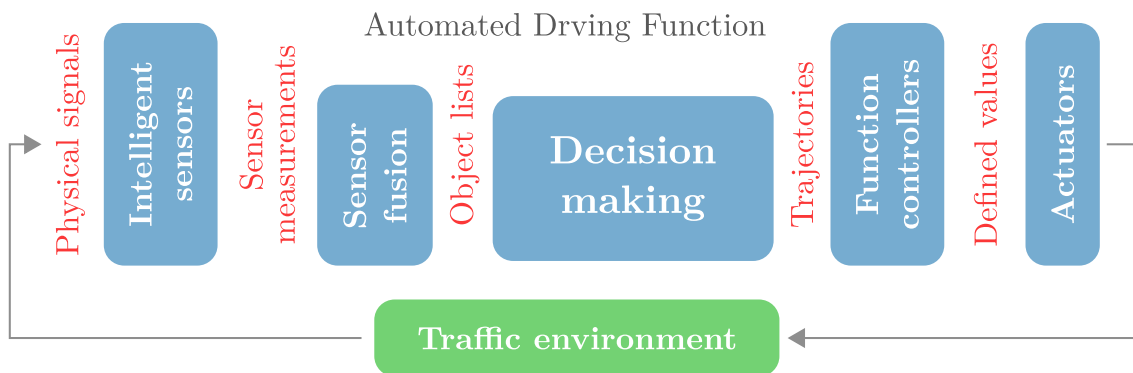 Automated Drving Function
Physical signals
Intelligent
sensors
Sensor
measurements
Sensor
fusion
Object lists
Decision
making
Trajectories
Function
controllers
Defined values
Actuators
Traffic environment